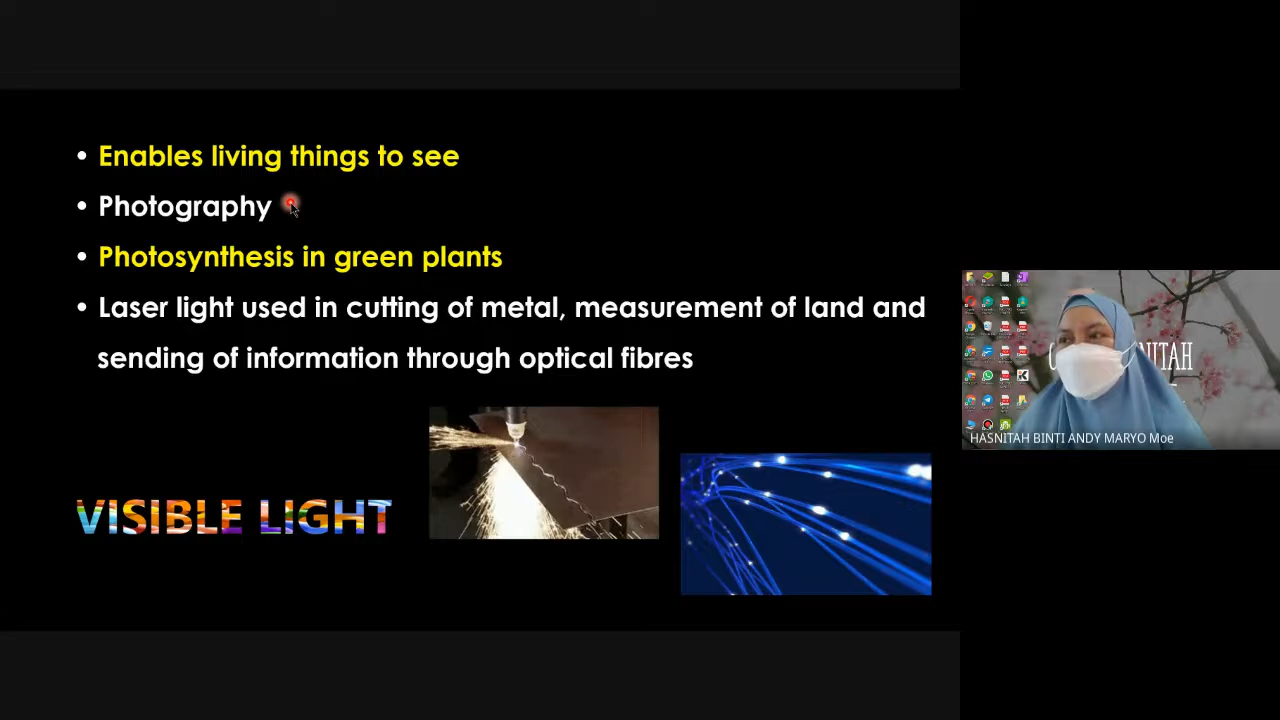 • Enables living things to see
• Photography
• Photosynthesis in green plants
• Laser light used in cutting of metal, measurement of land and
sending of information through optical fibres
VISIBLE LIGHT
HASNITAH BINTI ANDY MARYO Moe